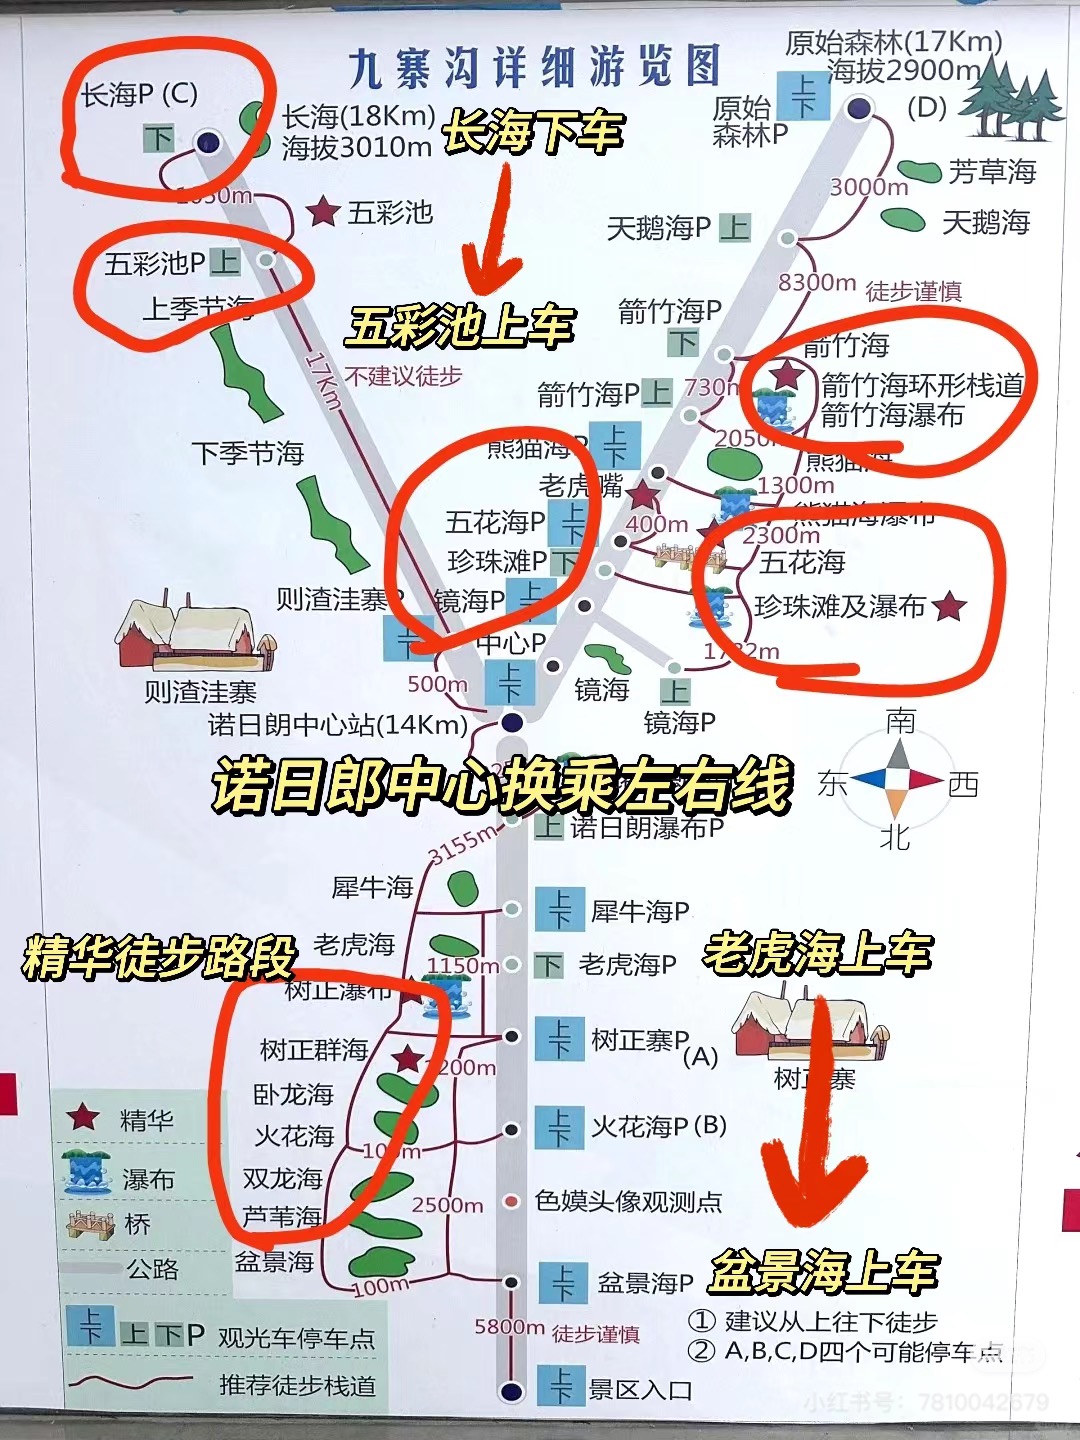 九寨沟详细游览图
原始森林(17Km)
海拔2900m
(D)
上下
原始
森林P
长海P (C)
下
长海(18Km)
海拔3010m
长海下车
芳草海
3000m
1050m
五彩池
天鹅海P 上
天鹅海
五彩池P 上
8300m 徒步谨慎
上季节海
五彩池上车
箭竹海P
下
箭竹海
17Km
不建议徒步
箭竹海P 上
730m
箭竹海环形栈道
箭竹海瀑布
2050m
下季节海
熊猫海P 上下
熊猫海
老虎嘴
1300m
熊猫海瀑布
五花海P 上下
400m
2300m
珍珠滩P 下
五花海
则渣洼寨P
上下
镜海P 上下
珍珠滩及瀑布
中心P
上下
1782m
500m
镜海
上
镜海P
则渣洼寨
诺日朗中心站(14Km)
南
东
西
北
诺日郎中心换乘左右线
上 诺日朗瀑布P
3155m
犀牛海
上下 犀牛海P
老虎海
1150m
下 老虎海P
精华徒步路段
老虎海上车
树正瀑布
上下 树正寨P(A)
树正群海
1200m
树正寨
卧龙海
火花海
上下 火花海P (B)
100m
双龙海
2500m
色嫫头像观测点
芦苇海
盆景海
100m
上下 盆景海P
盆景海上车
5800m 徒步谨慎
① 建议从上往下徒步
② A,B,C,D四个可能停车点
上下 景区入口
精华
瀑布
桥
公路
上下 上 下 P 观光车停车点
推荐徒步栈道
小红书号：7810042679